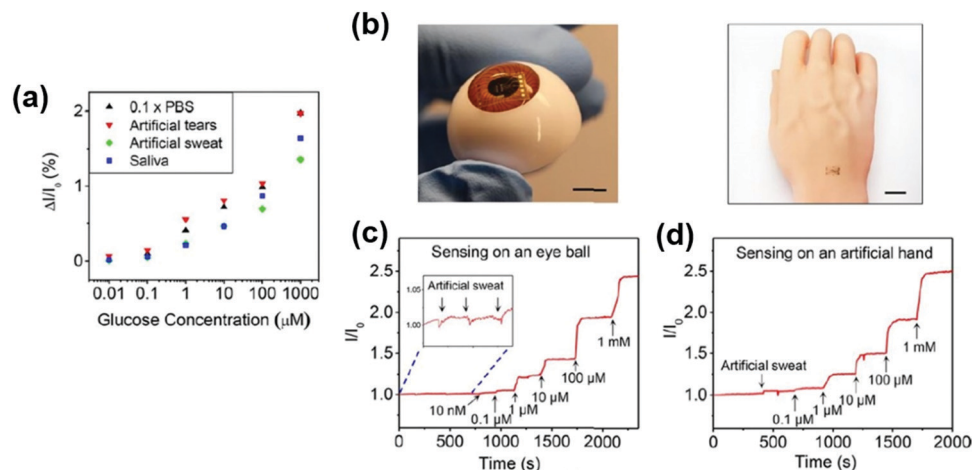 (a)
2
1
0
ΔI/I₀ (%)
0.1 x PBS
Artificial tears
Artificial sweat
Saliva
0.01 0.1 1 10 100 1000
Glucose Concentration (μM)
(b)
(c)
Sensing on an eye ball
2.5
2.0
1.5
1.0
I/I₀
Artificial sweat
1.05
1.00
10 nM
0.1 μM
1 μM
10 μM
100 μM
1 mM
0 500 1000 1500 2000
Time (s)
(d)
Sensing on an artificial hand
2.5
2.0
1.5
1.0
I/I₀
Artificial sweat
0.1 μM
1 μM
10 μM
100 μM
1 mM
0 500 1000 1500 2000
Time (s)